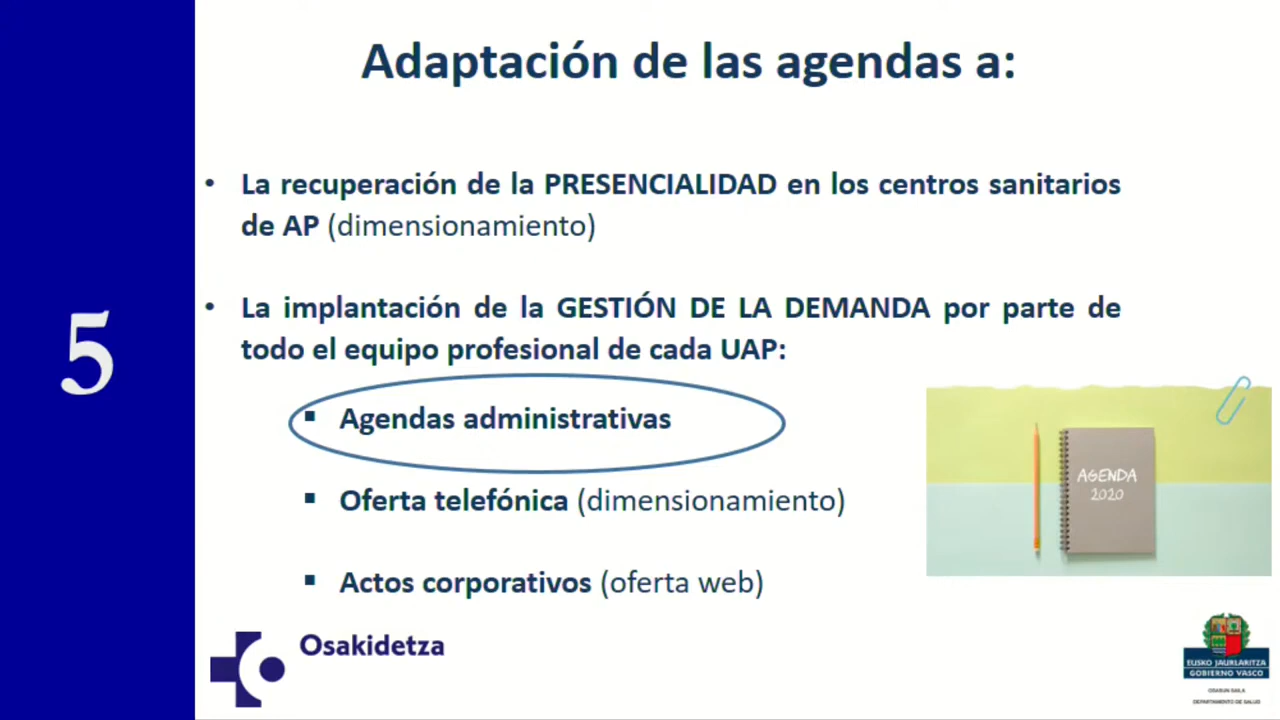 Adaptación de las agendas a:
• La recuperación de la PRESENCIALIDAD en los centros sanitarios
de AP (dimensionamiento)
• La implantación de la GESTIÓN DE LA DEMANDA por parte de
todo el equipo profesional de cada UAP:
▪ Agendas administrativas
▪ Oferta telefónica (dimensionamiento)
▪ Actos corporativos (oferta web)
5
AGENDA
2020
Osakidetza
EUSKO JAURLARITZA
GOBIERNO VASCO
OSASUN SAILA
DEPARTAMENTO DE SALUD